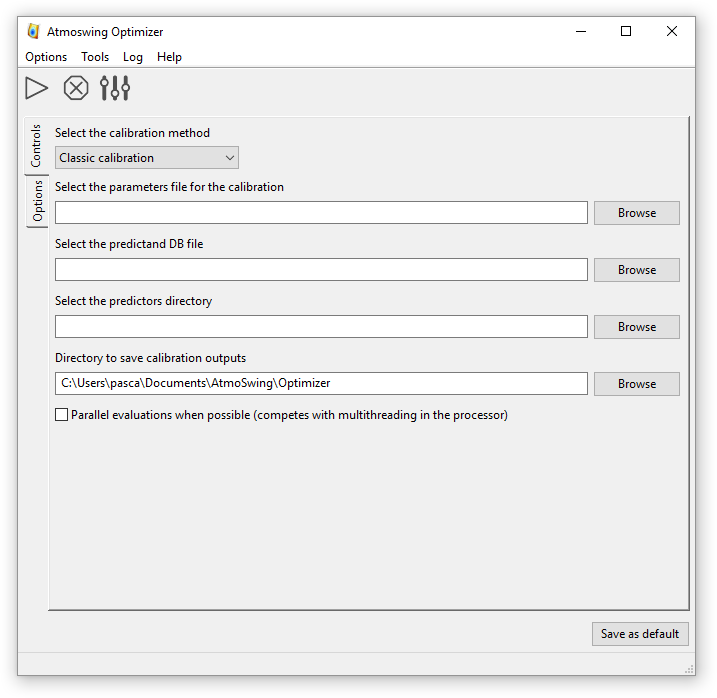 Atmoswing Optimizer
Options Tools Log Help
Controls
Options
Select the calibration method
Classic calibration
Select the parameters file for the calibration
Browse
Select the predictand DB file
Browse
Select the predictors directory
Browse
Directory to save calibration outputs
C:\Users\pasca\Documents\AtmoSwing\Optimizer Browse
Parallel evaluations when possible (competes with multithreading in the processor)
Save as default